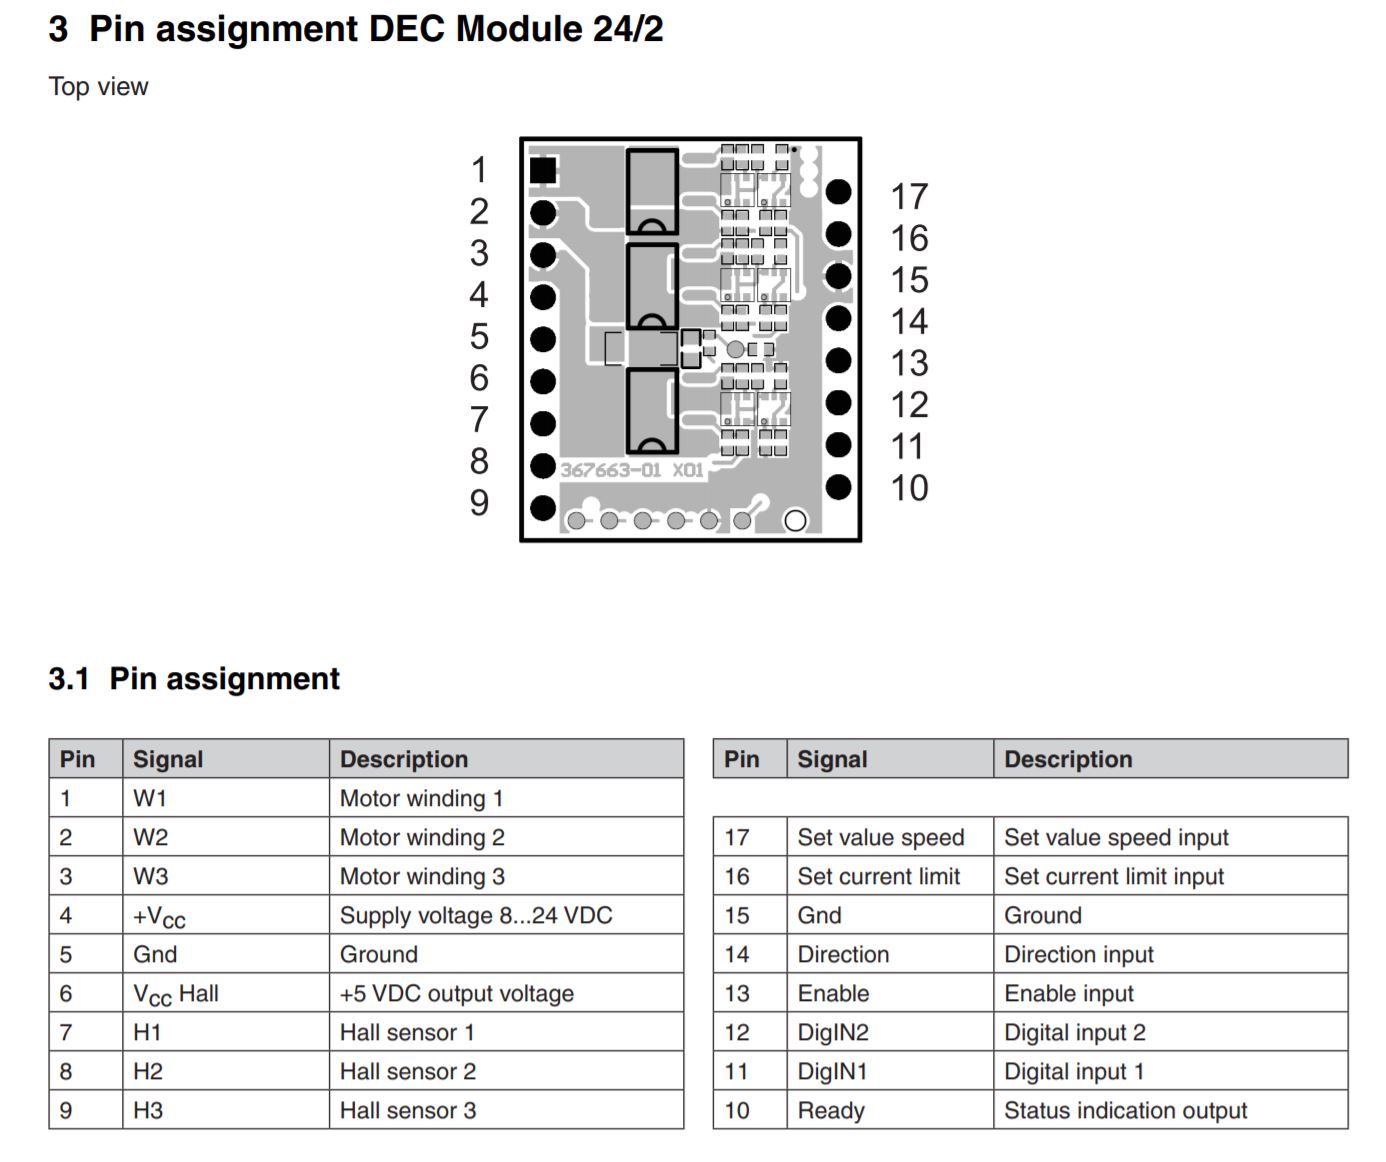 3 Pin assignment DEC Module 24/2
Top view
1
2
3
4
5
6
7
8
9
17
16
15
14
13
12
11
10
367663-01 X01
3.1 Pin assignment
Pin Signal Description
1 W1 Motor winding 1
2 W2 Motor winding 2
3 W3 Motor winding 3
4 +VCC Supply voltage 8...24 VDC
5 Gnd Ground
6 VCC Hall +5 VDC output voltage
7 H1 Hall sensor 1
8 H2 Hall sensor 2
9 H3 Hall sensor 3
Pin Signal Description
17 Set value speed Set value speed input
16 Set current limit Set current limit input
15 Gnd Ground
14 Direction Direction input
13 Enable Enable input
12 DigIN2 Digital input 2
11 DigIN1 Digital input 1
10 Ready Status indication output